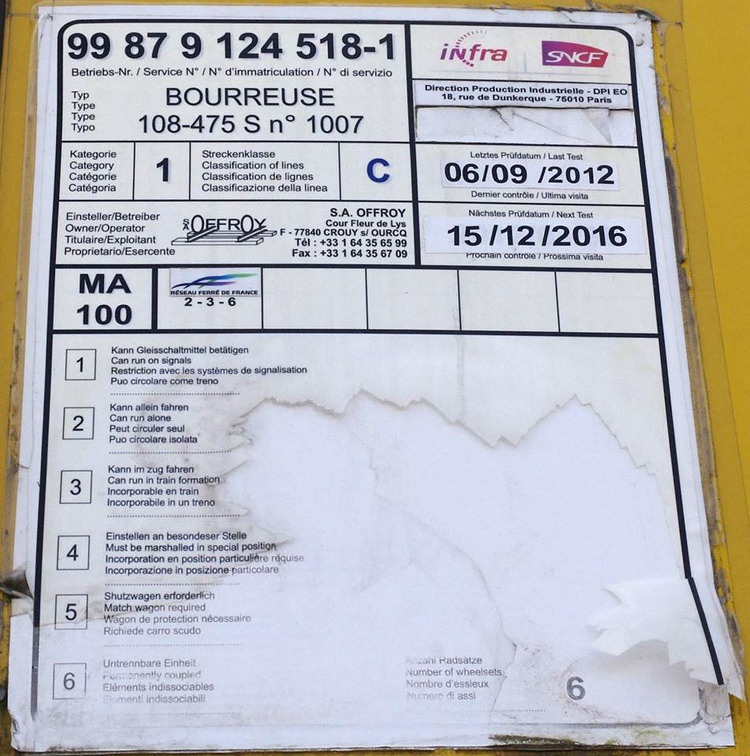 99 87 9 124 518-1
Betriebs-Nr. / Service N° / N° d'immatriculation / N° di servizio
Typ
Type
Type
Typo
BOURREUSE
108-475 S n° 1007
infra
SNCF
Direction Production Industrielle - DPI EO
18, rue de Dunkerque - 75010 Paris
Kategorie
Category
Catégorie
Catégoria
1
Streckenklasse
Classification of lines
Classification de lignes
Classificazione della linea
C
Letztes Prüfdatum / Last Test
06/09 /2012
Dernier contrôle / Ultima visita
Einsteller/Betreiber
Owner/Operator
Titulaire/Exploitant
Proprietario/Esercente
SA OFFROY
S.A. OFFROY
Cour Fleur de Lys
F - 77840 CROUY s/ OURCQ
Tél : +33 1 64 35 65 99
Fax : +33 1 64 35 67 09
Nächstes Prüfdatum / Next Test
15 /12 /2016
Prochain contrôle / Prossima visita
MA
100
RÉSEAU FERRÉ DE FRANCE
2 - 3 - 6
1
Kann Gleisschaltmittel betätigen
Can run on signals
Restriction avec les systèmes de signalisation
Puo circolare come treno
2
Kann allein fahren
Can run alone
Peut circuler seul
Puo circolare isolata
3
Kann im zug fahren
Can run in train formation
Incorporable en train
Incorporabile in un treno
4
Einstellen an besondeser Stelle
Must be marshalled in special position
Incorporation en position particulière requise
Incorporazione in posizione particolare
5
Shutzwagen erforderlich
Match wagon required
Wagon de protection nécessaire
Richiede carro scudo
6
Untrennbare Einheit
Permanently coupled
Eléments indissociables
Elumenti indissociabili
Anzahl Radsätze
Number of wheelsets
Nombre d'essieux
Numero di assi
6